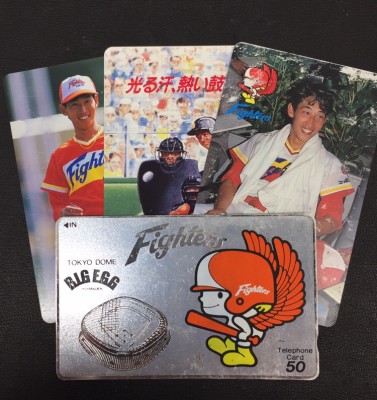 光る汗、熱い鼓
Fighters
Fighters
◀IN
Fighters
TOKYO DOME
BIG EGG
Fighters
Telephone
Card 50